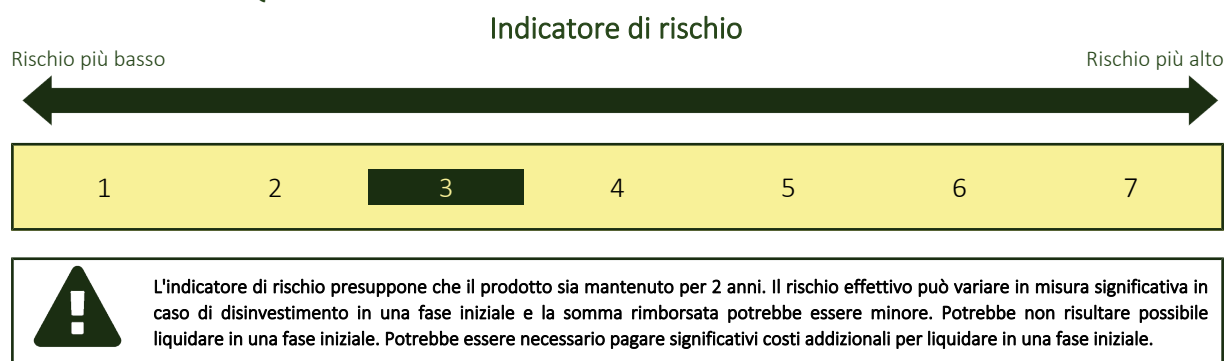 Indicatore di rischio
Rischio più basso
Rischio più alto
1 2 3 4 5 6 7
L'indicatore di rischio presuppone che il prodotto sia mantenuto per 2 anni. Il rischio effettivo può variare in misura significativa in
caso di disinvestimento in una fase iniziale e la somma rimborsata potrebbe essere minore. Potrebbe non risultare possibile
liquidare in una fase iniziale. Potrebbe essere necessario pagare significativi costi addizionali per liquidare in una fase iniziale.